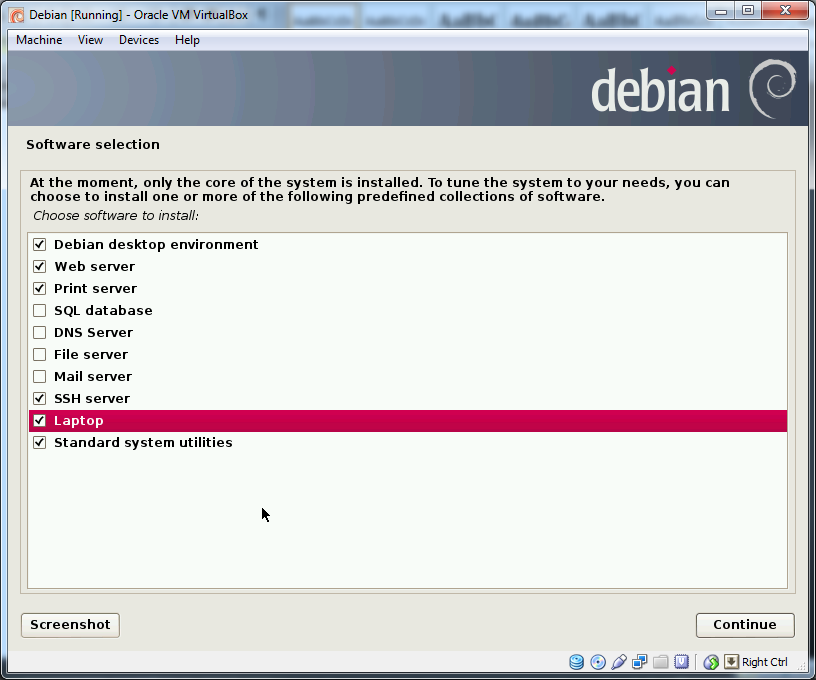 Debian [Running] - Oracle VM VirtualBox
Machine View Devices Help
debian
Software selection
At the moment, only the core of the system is installed. To tune the system to your needs, you can
choose to install one or more of the following predefined collections of software.
Choose software to install:
Debian desktop environment
Web server
Print server
SQL database
DNS Server
File server
Mail server
SSH server
Laptop
Standard system utilities
Screenshot
Continue
Right Ctrl